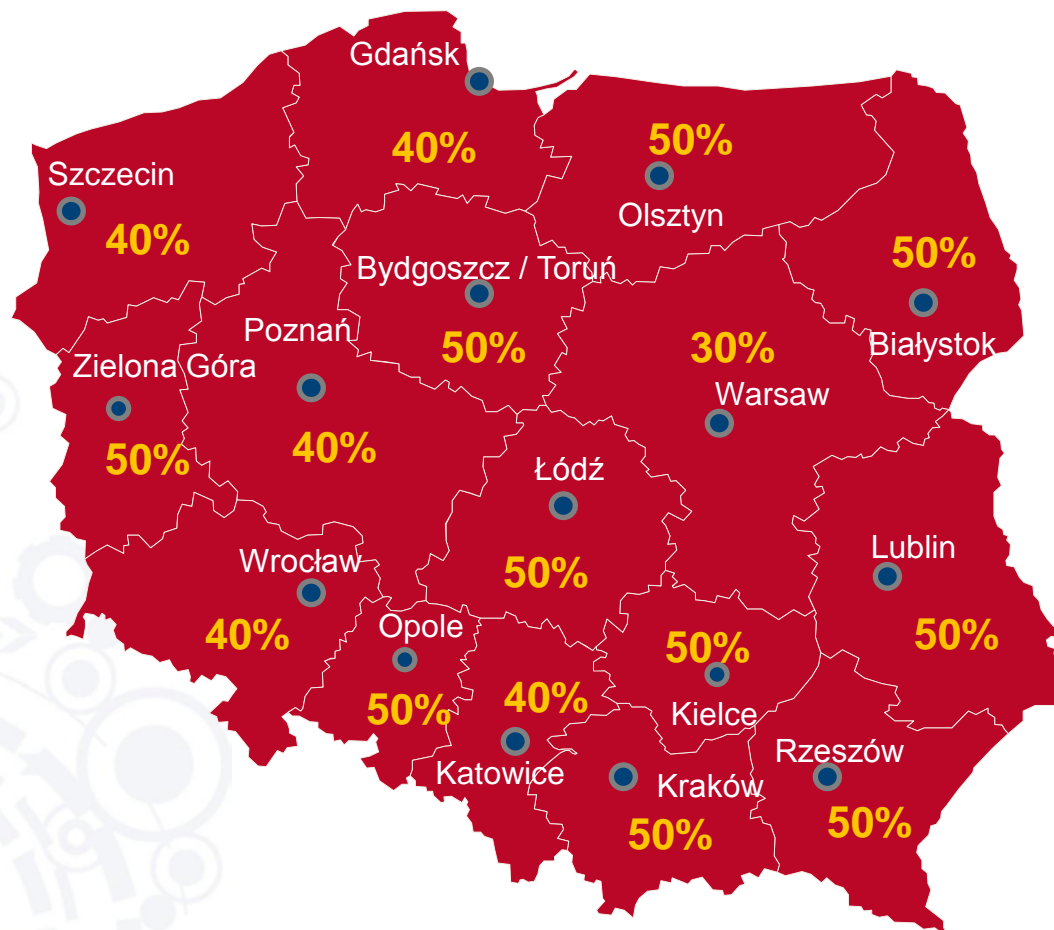 Gdańsk
40%
50%
Olsztyn
Szczecin
40%
50%
Białystok
Bydgoszcz / Toruń
50%
Poznań
40%
30%
Warsaw
Zielona Góra
50%
Łódź
50%
Lublin
50%
Wrocław
40%
Opole
50%
40%
Katowice
50%
Kielce
Kraków
50%
Rzeszów
50%